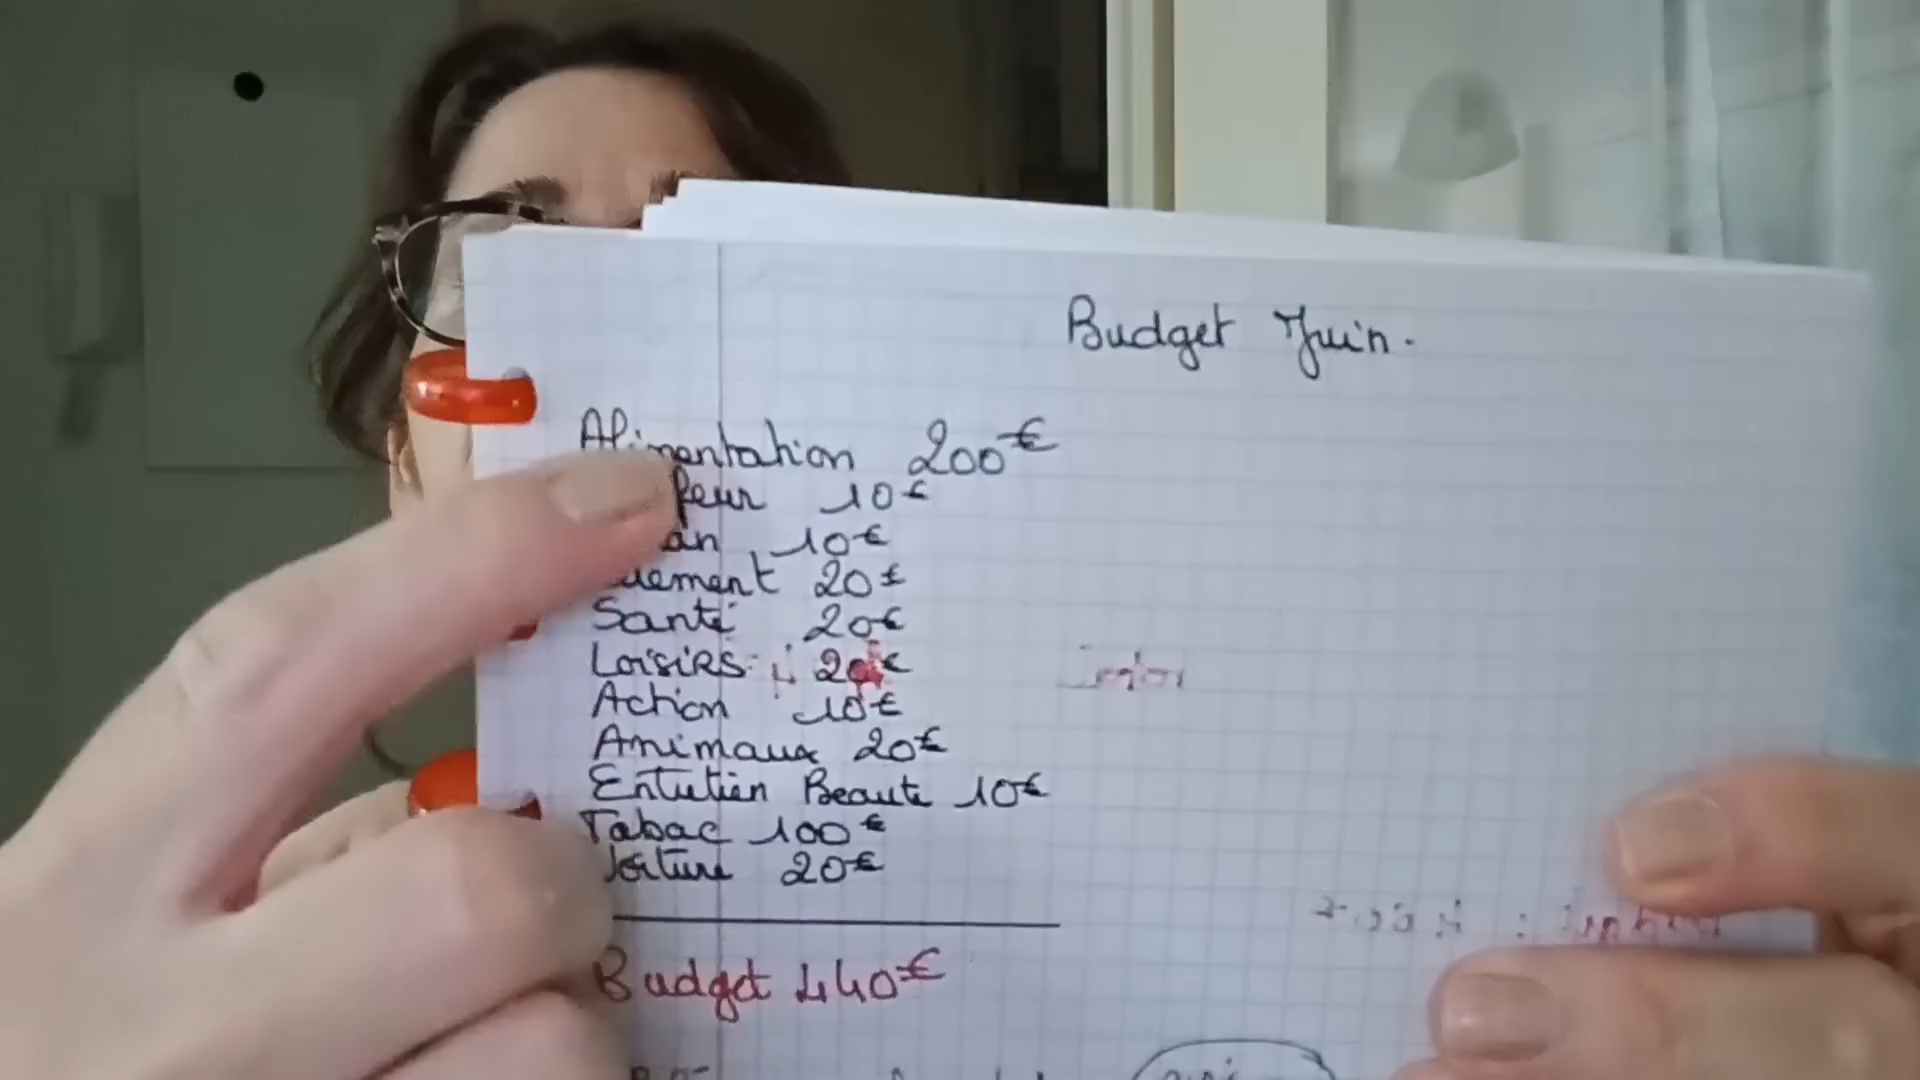 Budget Juin.
Alimentation 200€
10€
10€
20€
Santé 20€
Loisirs : 20€
Action 10€
Animaux 20€
Entretien Beauté 10€
Tabac 100€
Voiture 20€
Budget 440€